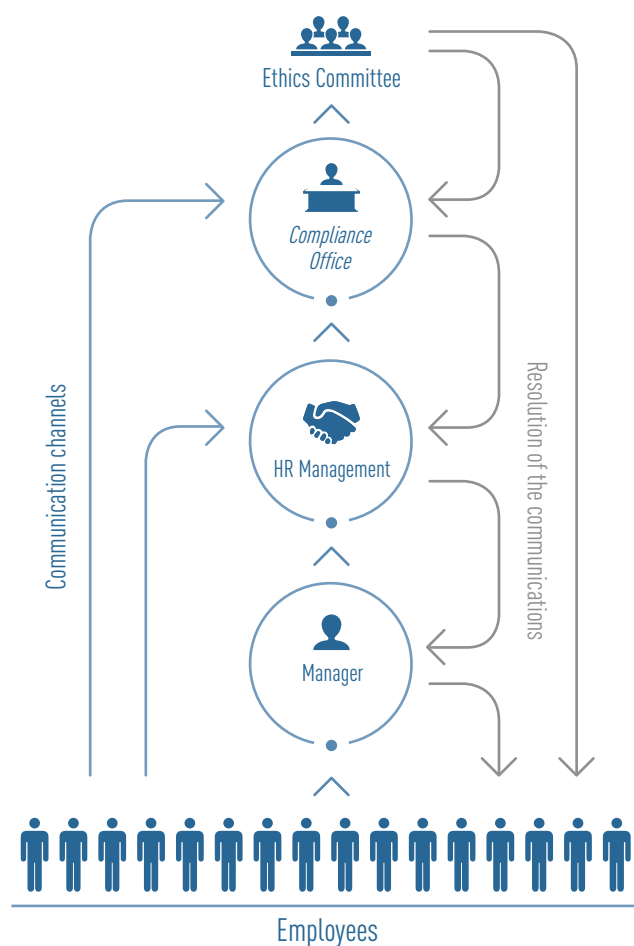 Ethics Committee
Compliance
Office
Communication channels
HR Management
Resolution of the communications
Manager
Employees